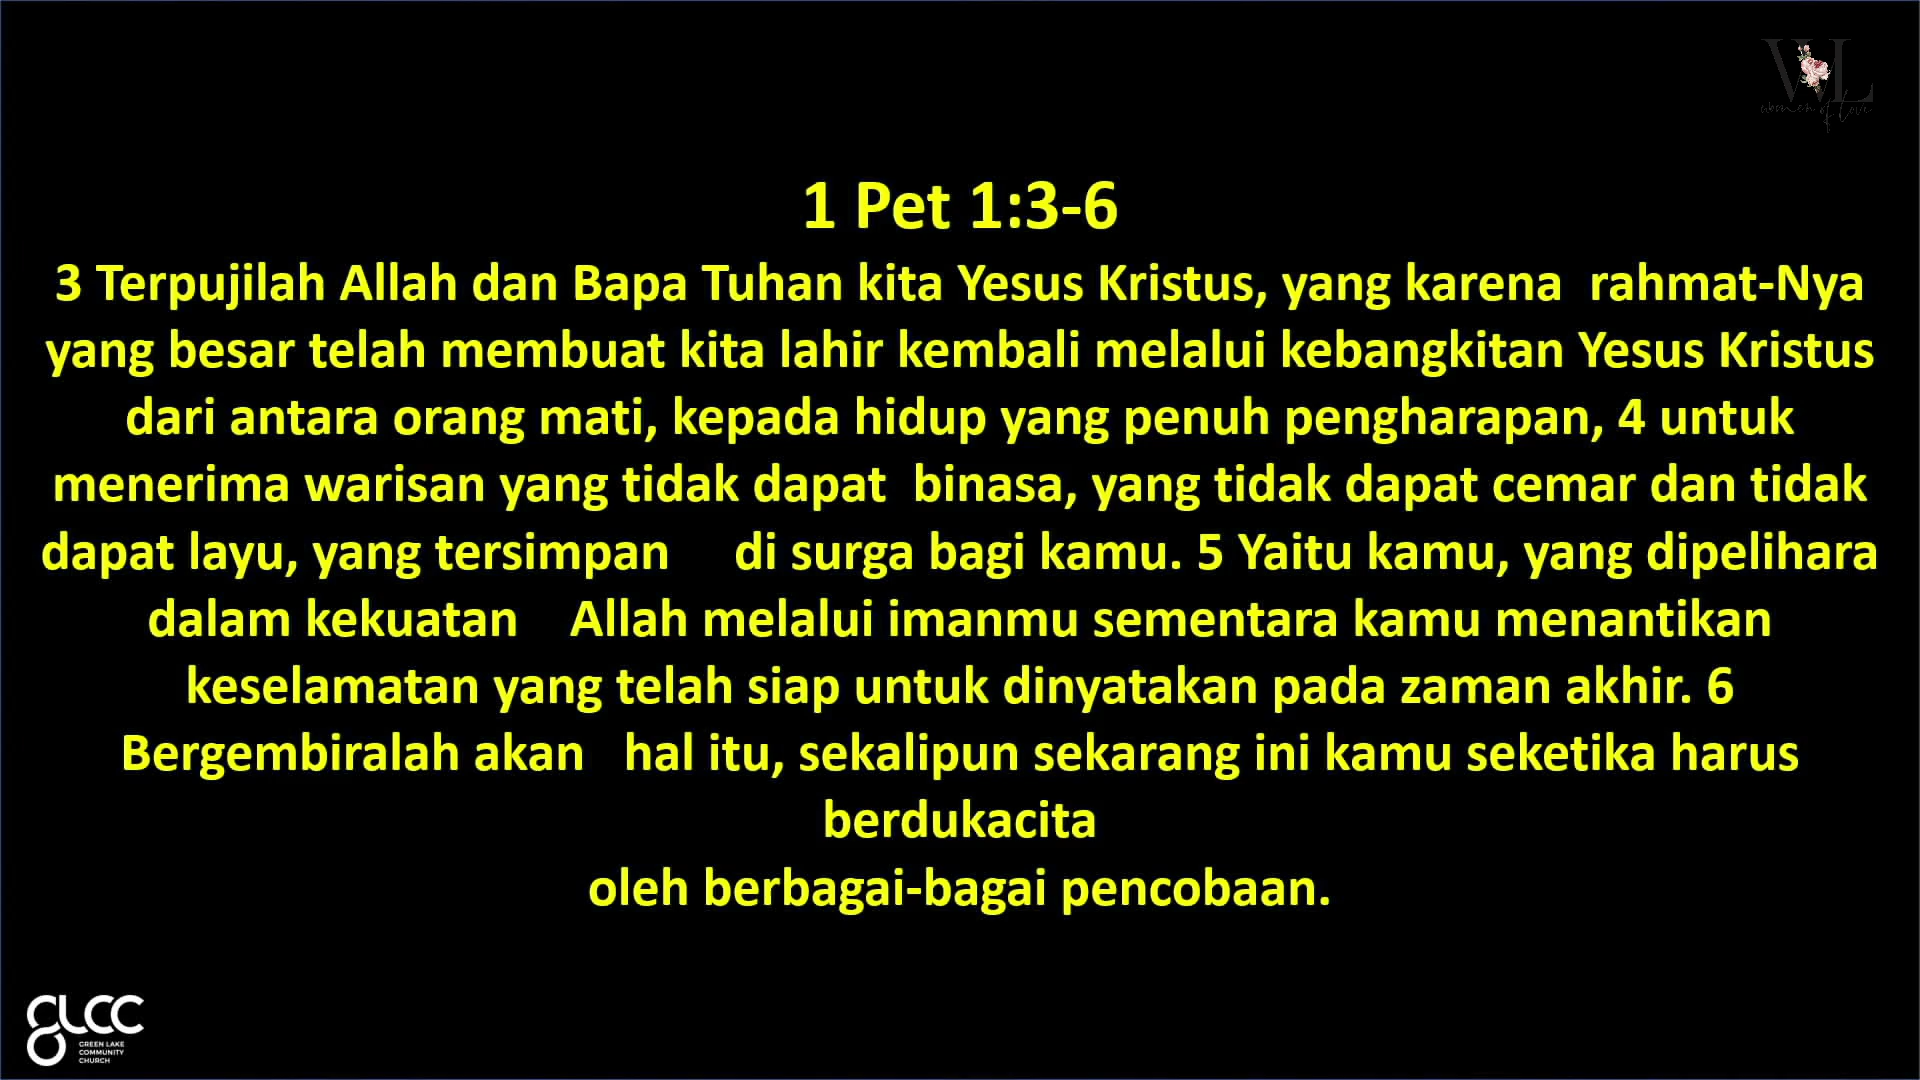 WL
women of love
1 Pet 1:3-6
3 Terpujilah Allah dan Bapa Tuhan kita Yesus Kristus, yang karena rahmat-Nya
yang besar telah membuat kita lahir kembali melalui kebangkitan Yesus Kristus
dari antara orang mati, kepada hidup yang penuh pengharapan, 4 untuk
menerima warisan yang tidak dapat binasa, yang tidak dapat cemar dan tidak
dapat layu, yang tersimpan di surga bagi kamu. 5 Yaitu kamu, yang dipelihara
dalam kekuatan Allah melalui imanmu sementara kamu menantikan
keselamatan yang telah siap untuk dinyatakan pada zaman akhir. 6
Bergembiralah akan hal itu, sekalipun sekarang ini kamu seketika harus
berdukacita
oleh berbagai-bagai pencobaan.
GLCC
GREEN LAKE
COMMUNITY
CHURCH